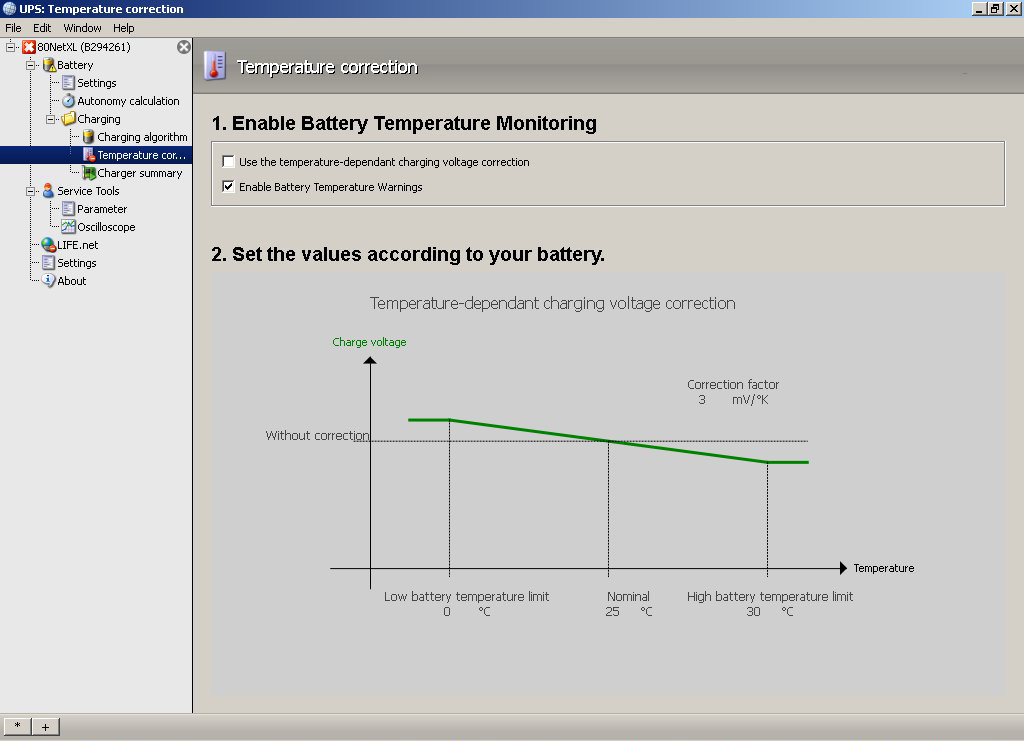 UPS: Temperature correction
File Edit Window Help
80NetXL (B294261)
Battery
Settings
Autonomy calculation
Charging
Charging algorithm
Temperature cor...
Charger summary
Service Tools
Parameter
Oscilloscope
LIFE.net
Settings
About
Temperature correction
1. Enable Battery Temperature Monitoring
Use the temperature-dependant charging voltage correction
Enable Battery Temperature Warnings
2. Set the values according to your battery.
Temperature-dependant charging voltage correction
Charge voltage
Correction factor
3 mV/°K
Without correction
Temperature
Low battery temperature limit
0 °C
Nominal
25 °C
High battery temperature limit
30 °C
* +